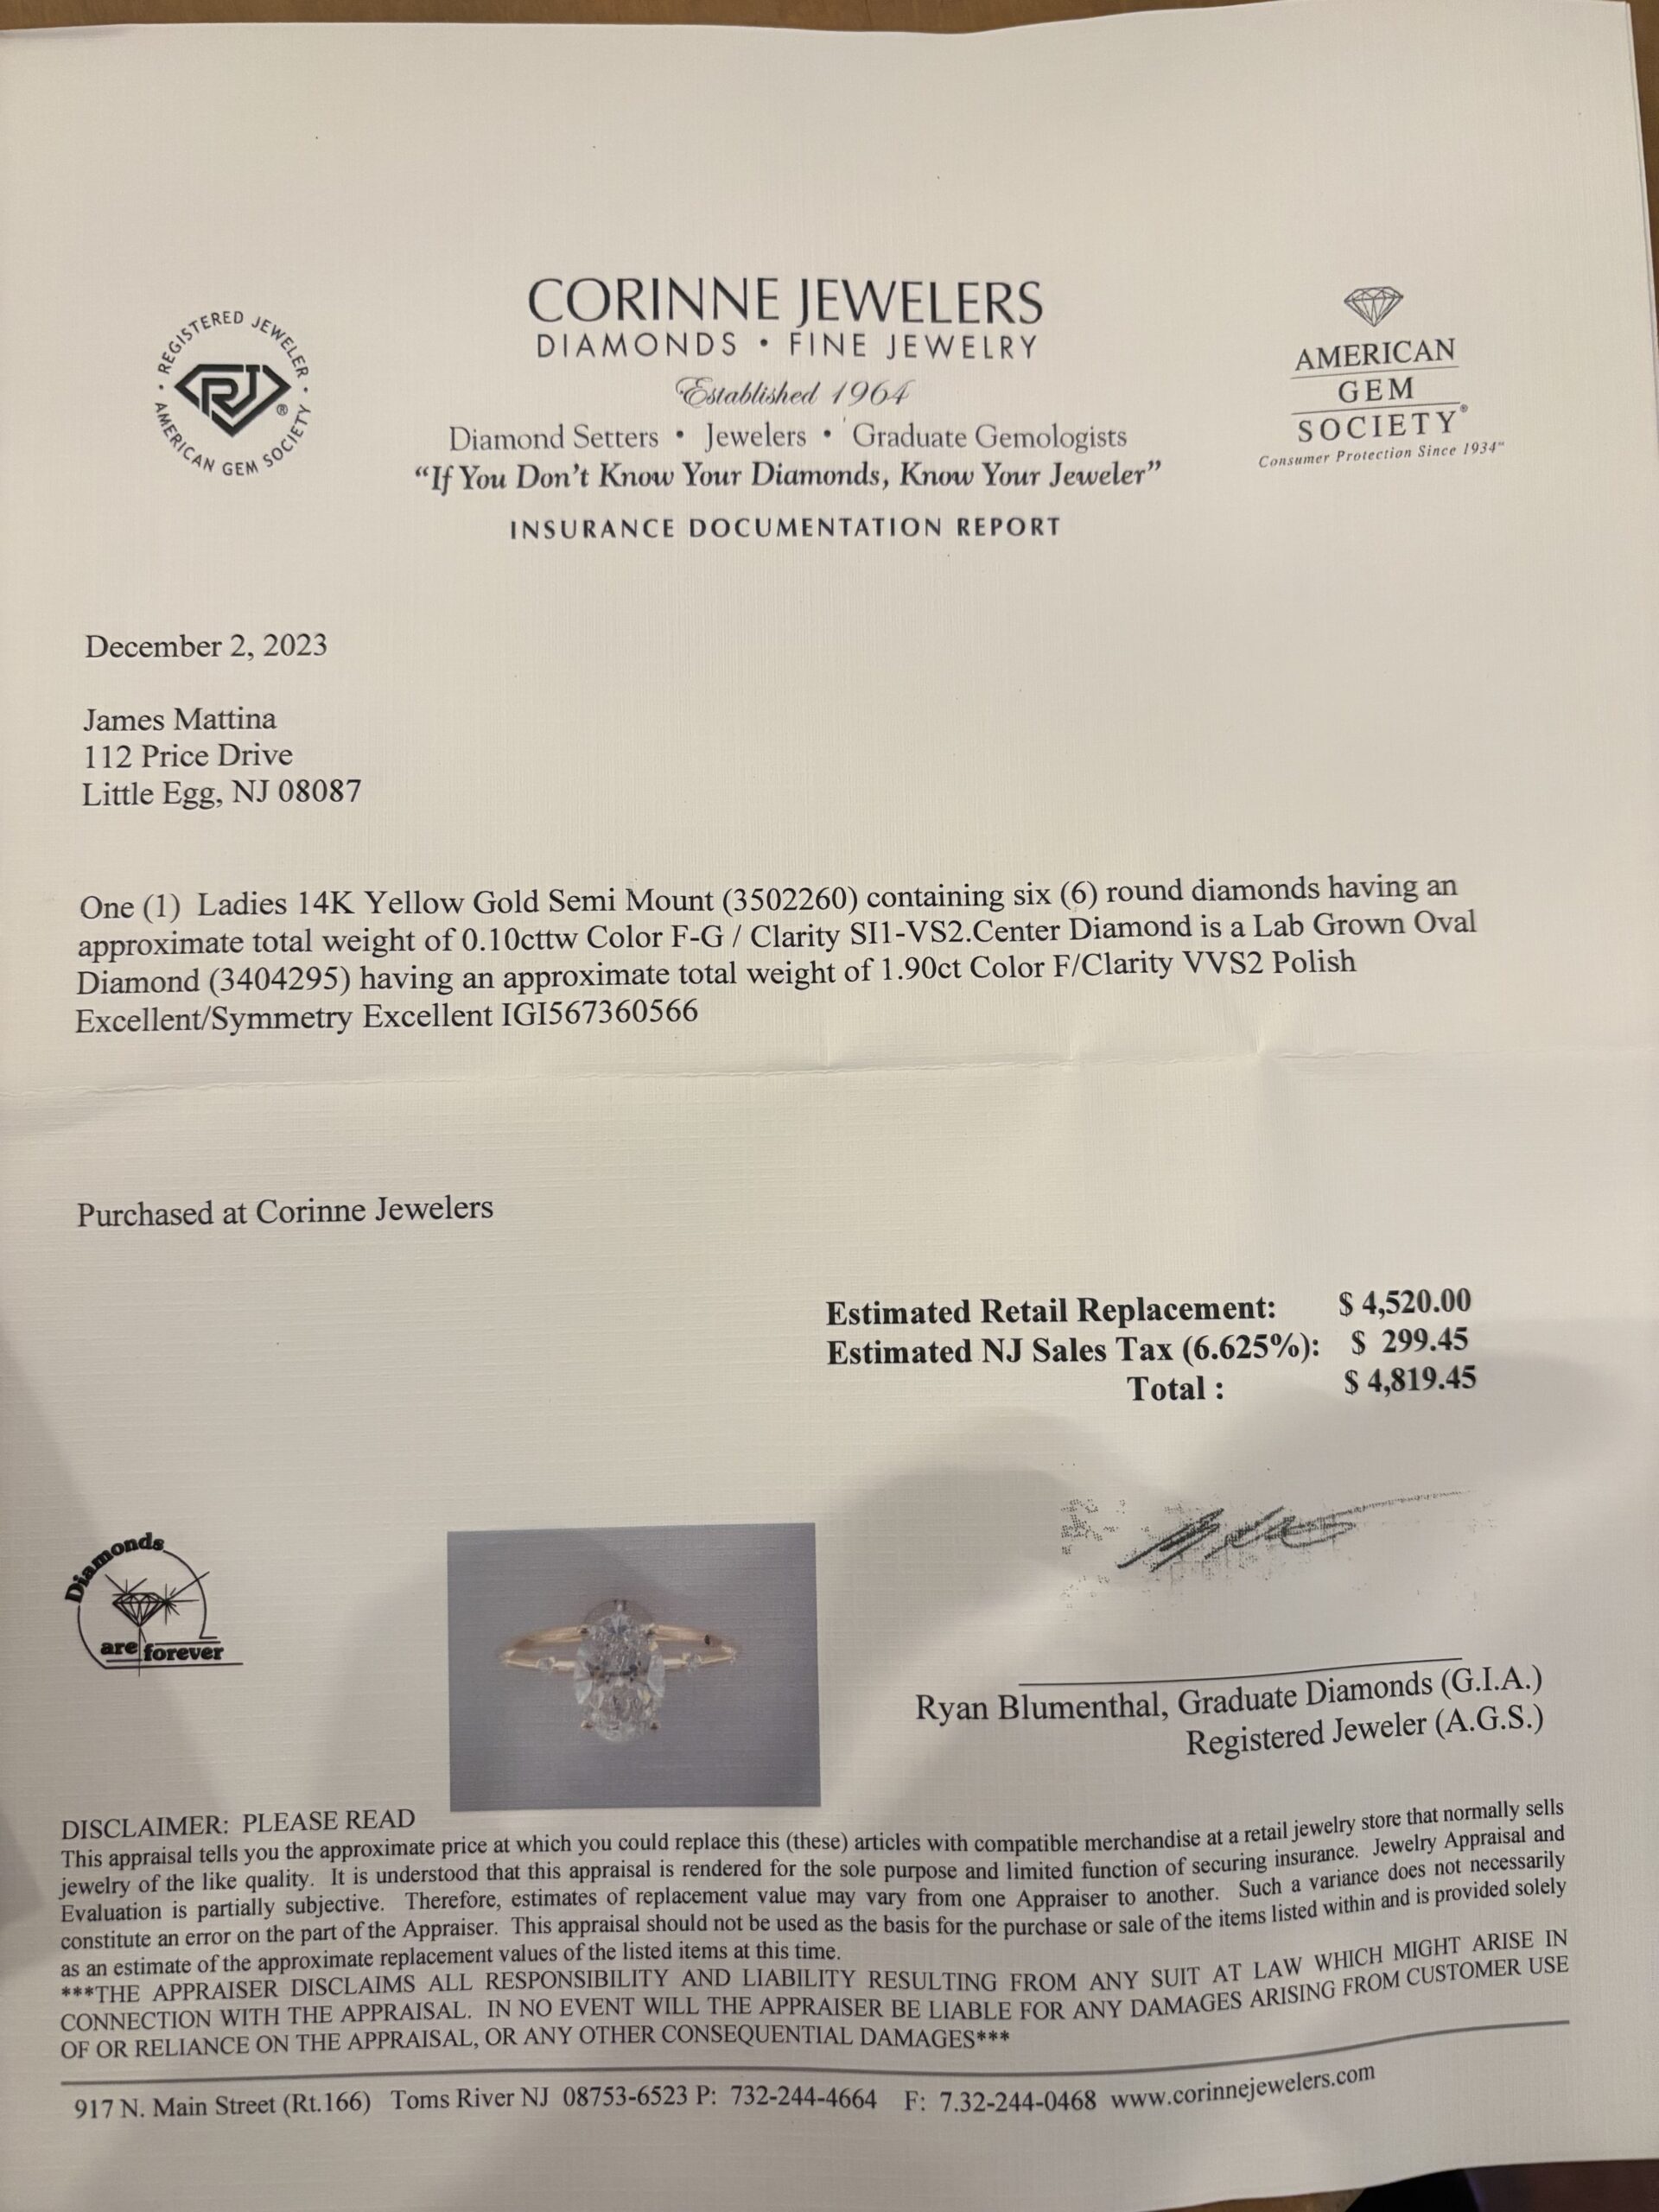 REGISTERED JEWELER
RJ®
AMERICAN GEM SOCIETY
CORINNE JEWELERS
DIAMONDS • FINE JEWELRY
Established 1964
Diamond Setters • Jewelers • Graduate Gemologists
“If You Don’t Know Your Diamonds, Know Your Jeweler”
INSURANCE DOCUMENTATION REPORT
AMERICAN
GEM
SOCIETY®
Consumer Protection Since 1934℠
December 2, 2023
James Mattina
112 Price Drive
Little Egg, NJ 08087
One (1) Ladies 14K Yellow Gold Semi Mount (3502260) containing six (6) round diamonds having an
approximate total weight of 0.10cttw Color F-G / Clarity SI1-VS2.Center Diamond is a Lab Grown Oval
Diamond (3404295) having an approximate total weight of 1.90ct Color F/Clarity VVS2 Polish
Excellent/Symmetry Excellent IGI567360566
Purchased at Corinne Jewelers
Estimated Retail Replacement: $ 4,520.00
Estimated NJ Sales Tax (6.625%): $ 299.45
Total : $ 4,819.45
Diamonds
are forever
Ryan Blumenthal, Graduate Diamonds (G.I.A.)
Registered Jeweler (A.G.S.)
DISCLAIMER: PLEASE READ
This appraisal tells you the approximate price at which you could replace this (these) articles with compatible merchandise at a retail jewelry store that normally sells
jewelry of the like quality. It is understood that this appraisal is rendered for the sole purpose and limited function of securing insurance. Jewelry Appraisal and
Evaluation is partially subjective. Therefore, estimates of replacement value may vary from one Appraiser to another. Such a variance does not necessarily
constitute an error on the part of the Appraiser. This appraisal should not be used as the basis for the purchase or sale of the items listed within and is provided solely
as an estimate of the approximate replacement values of the listed items at this time.
***THE APPRAISER DISCLAIMS ALL RESPONSIBILITY AND LIABILITY RESULTING FROM ANY SUIT AT LAW WHICH MIGHT ARISE IN
CONNECTION WITH THE APPRAISAL. IN NO EVENT WILL THE APPRAISER BE LIABLE FOR ANY DAMAGES ARISING FROM CUSTOMER USE
OF OR RELIANCE ON THE APPRAISAL, OR ANY OTHER CONSEQUENTIAL DAMAGES***
917 N. Main Street (Rt.166) Toms River NJ 08753-6523 P: 732-244-4664 F: 7.32-244-0468 www.corinnejewelers.com